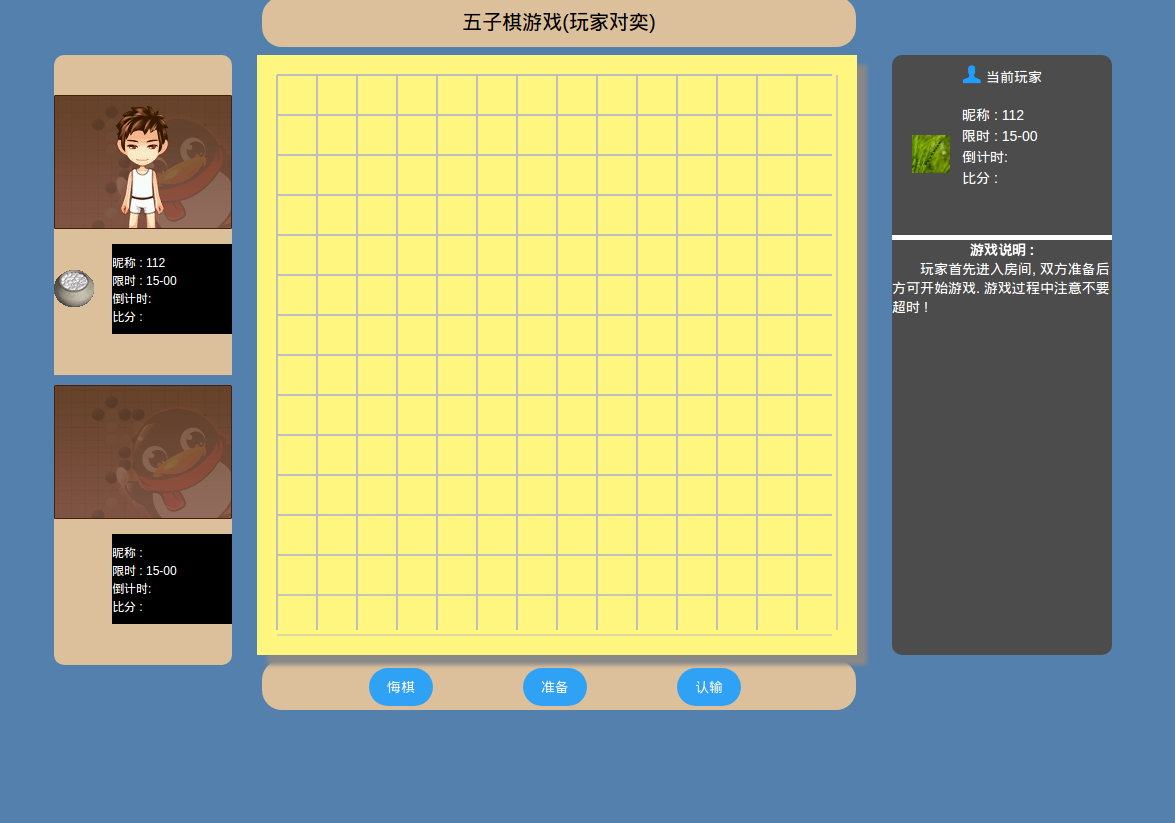 五子棋游戏(玩家对奕)
昵称 : 112
限时 : 15-00
倒计时:
比分 :
昵称 :
限时 : 15-00
倒计时:
比分 :
悔棋
准备
认输
当前玩家
昵称 : 112
限时 : 15-00
倒计时:
比分 :
游戏说明 :
玩家首先进入房间, 双方准备后
方可开始游戏. 游戏过程中注意不要
超时 !